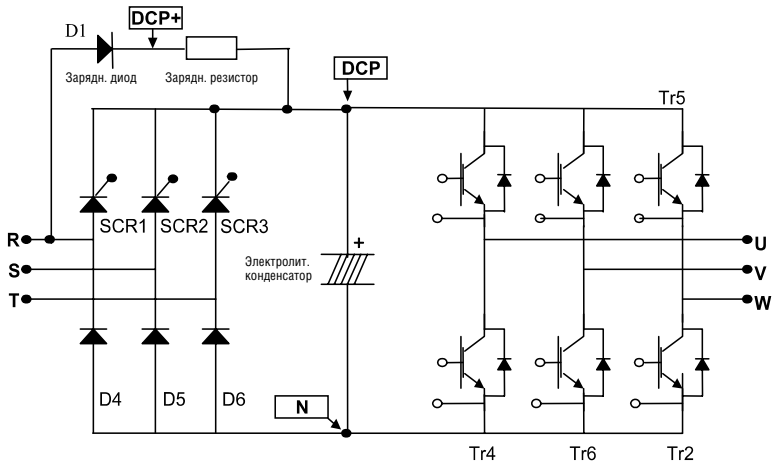 D1
DCP+
Зарядн. диод
Зарядн. резистор
DCP
Tr5
SCR1
SCR2
SCR3
R
S
T
+
Электролит.
конденсатор
U
V
W
D4
D5
D6
N
Tr4
Tr6
Tr2